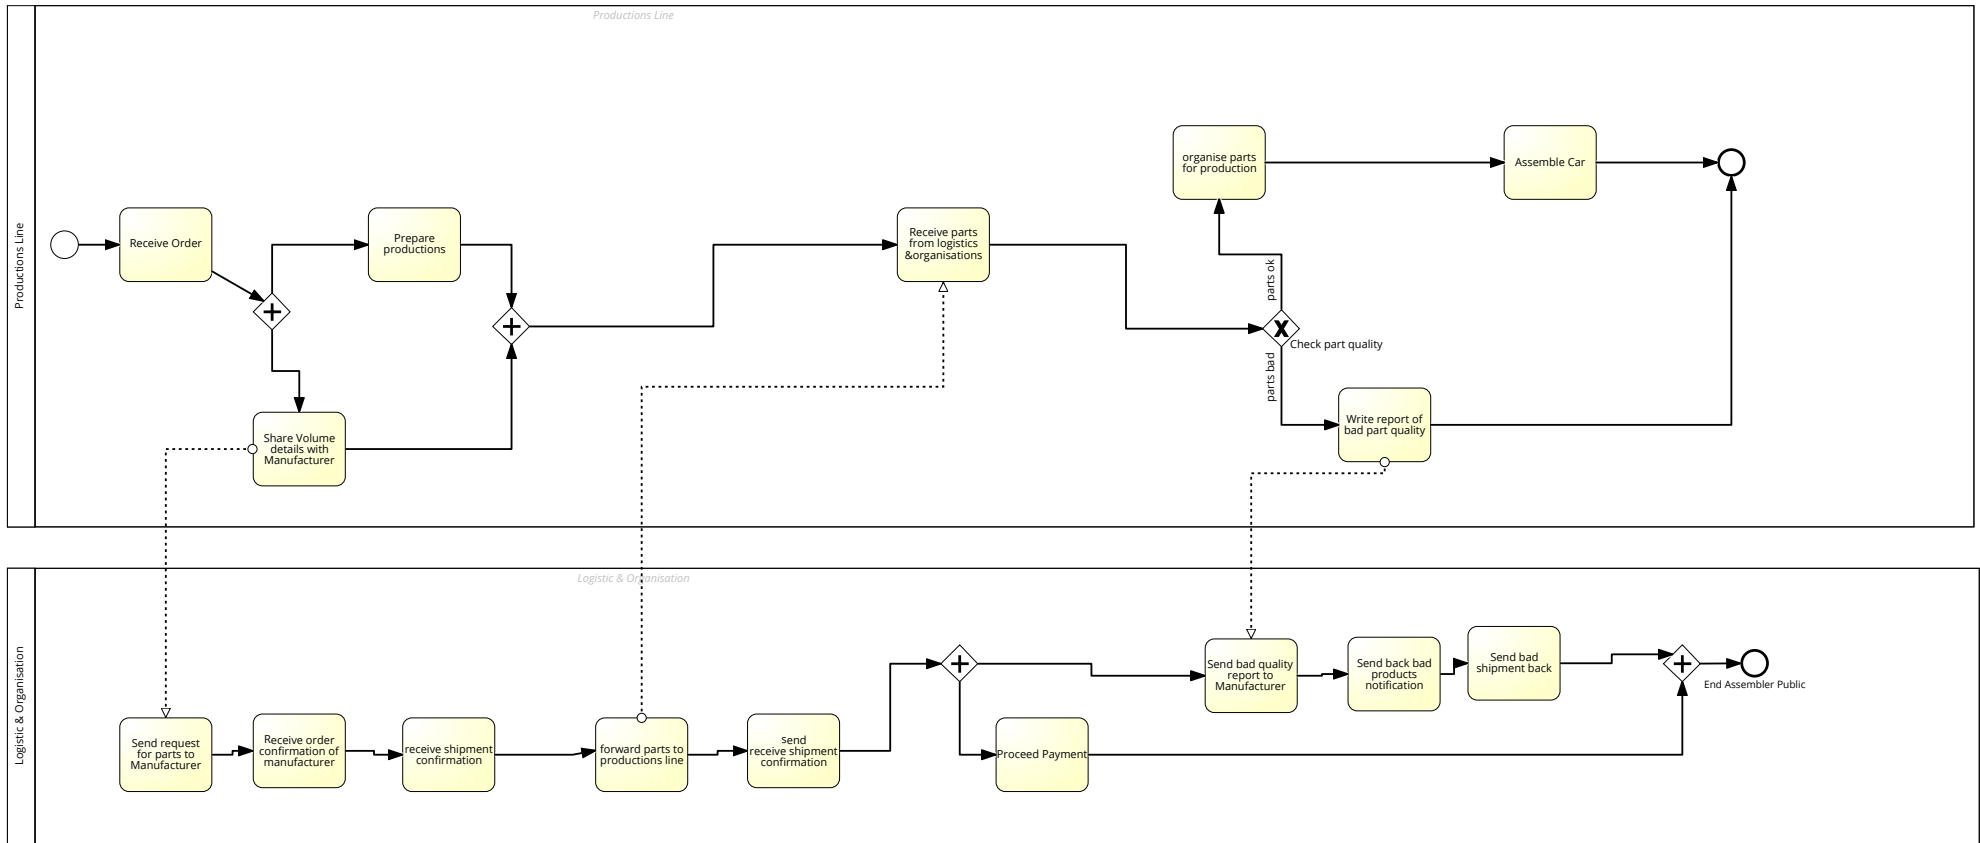 Productions Line
Productions Line
Receive Order
Prepare
productions
Share Volume
details with
Manufacturer
Receive parts
from logistics
&organisations
organise parts
for production
Assemble Car
parts ok
Check part quality
parts bad
Write report of
bad part quality
Logistic & Organisation
Logistic & Organisation
Send request
for parts to
Manufacturer
Receive order
confirmation of
manufacturer
receive shipment
confirmation
forward parts to
productions line
send
receive shipment
confirmation
Proceed Payment
Send bad quality
report to
Manufacturer
Send back bad
products
notification
Send bad
shipment back
End Assembler Public